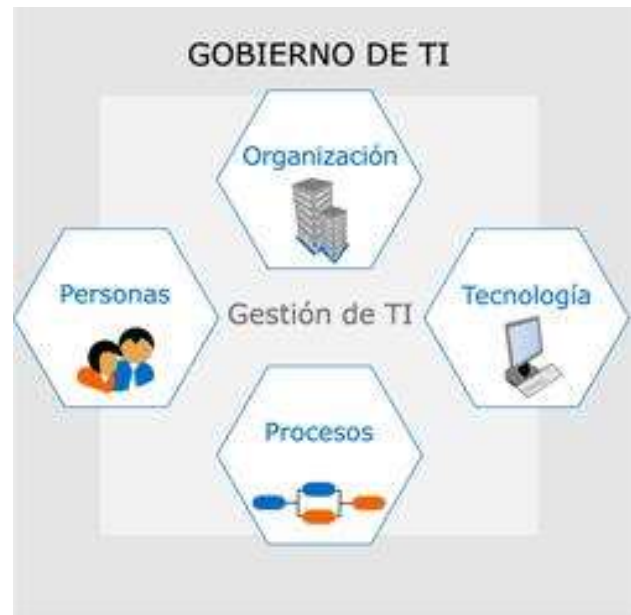 GOBIERNO DE TI
Organización
Personas
Gestión de TI
Tecnología
Procesos